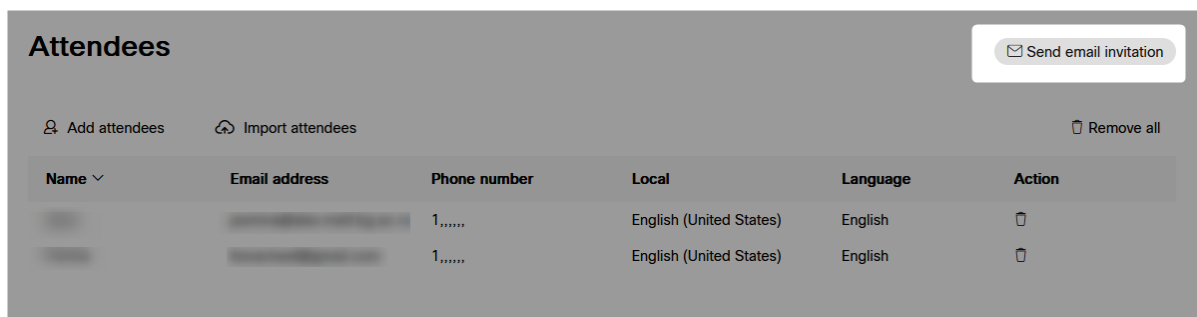 Attendees
Send email invitation
Add attendees Import attendees Remove all
Name Email address Phone number Local Language Action
1,,,,,, English (United States) English
1,,,,,, English (United States) English